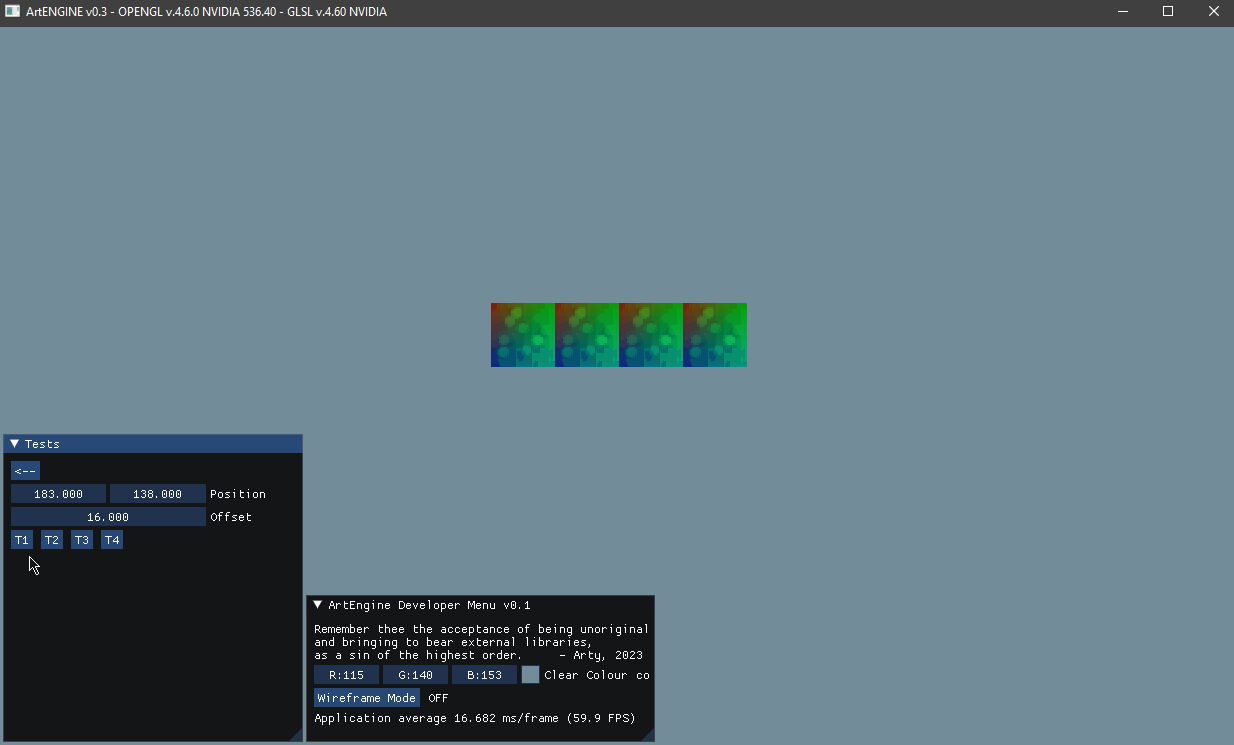 ArtENGINE v0.3 - OPENGL v.4.6.0 NVIDIA 536.40 - GLSL v.4.60 NVIDIA
Tests
<--
183.000 138.000 Position
16.000 Offset
T1 T2 T3 T4
ArtEngine Developer Menu v0.1
Remember thee the acceptance of being unoriginal
and bringing to bear external libraries,
as a sin of the highest order. - Arty, 2023
R:115 G:140 B:153 Clear Colour co
Wireframe Mode OFF
Application average 16.682 ms/frame (59.9 FPS)